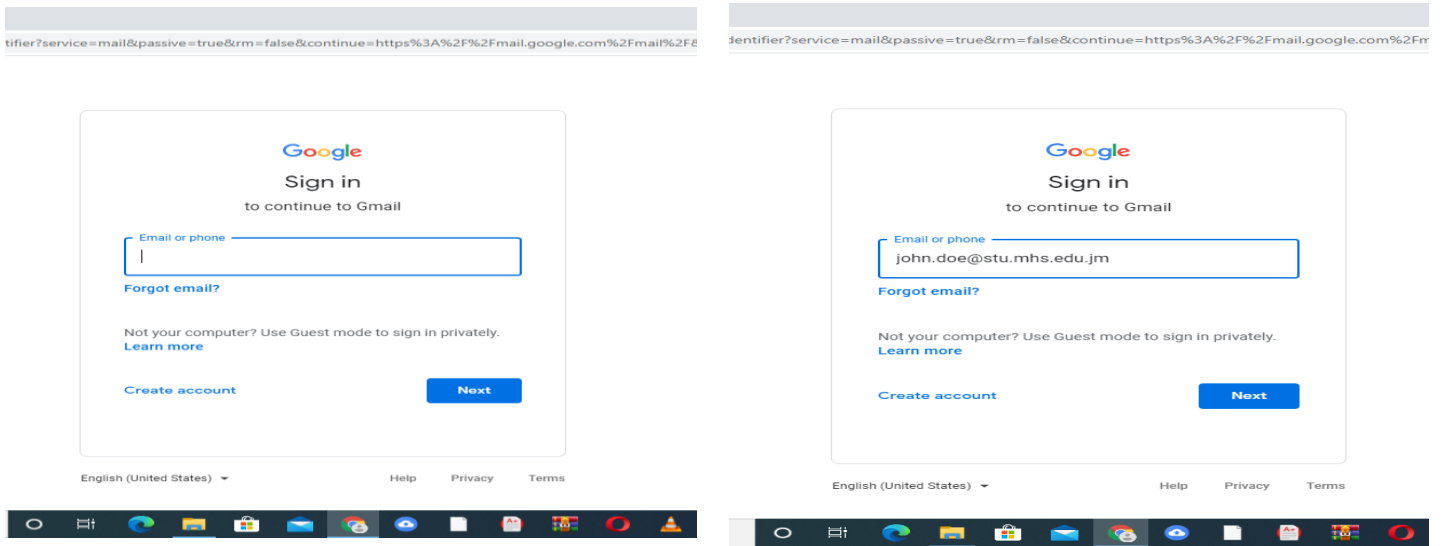 tifier?service=mail&passive=true&rm=false&continue=https%3A%2F%2Fmail.google.com%2Fmail%2F&
Google
Sign in
to continue to Gmail
Email or phone
Forgot email?
Not your computer? Use Guest mode to sign in privately.
Learn more
Create account
Next
English (United States)
Help
Privacy
Terms
dentifier?service=mail&passive=true&rm=false&continue=https%3A%2F%2Fmail.google.com%2Fm
Google
Sign in
to continue to Gmail
Email or phone
john.doe@stu.mhs.edu.jm
Forgot email?
Not your computer? Use Guest mode to sign in privately.
Learn more
Create account
Next
English (United States)
Help
Privacy
Terms